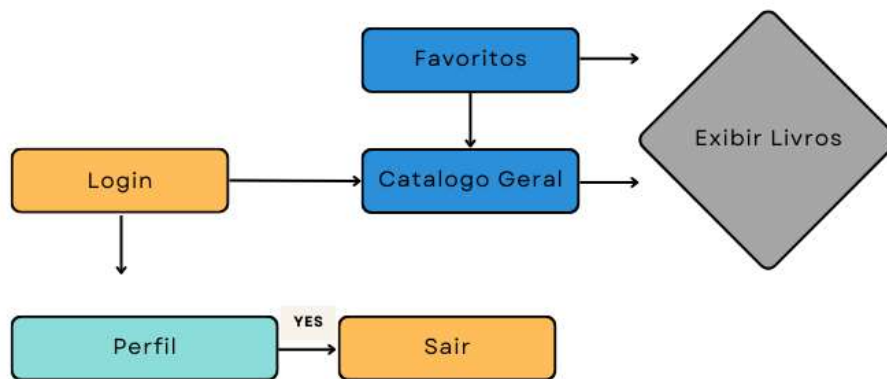 Favoritos
Exibir Livros
Login
Catalogo Geral
YES
Perfil
Sair